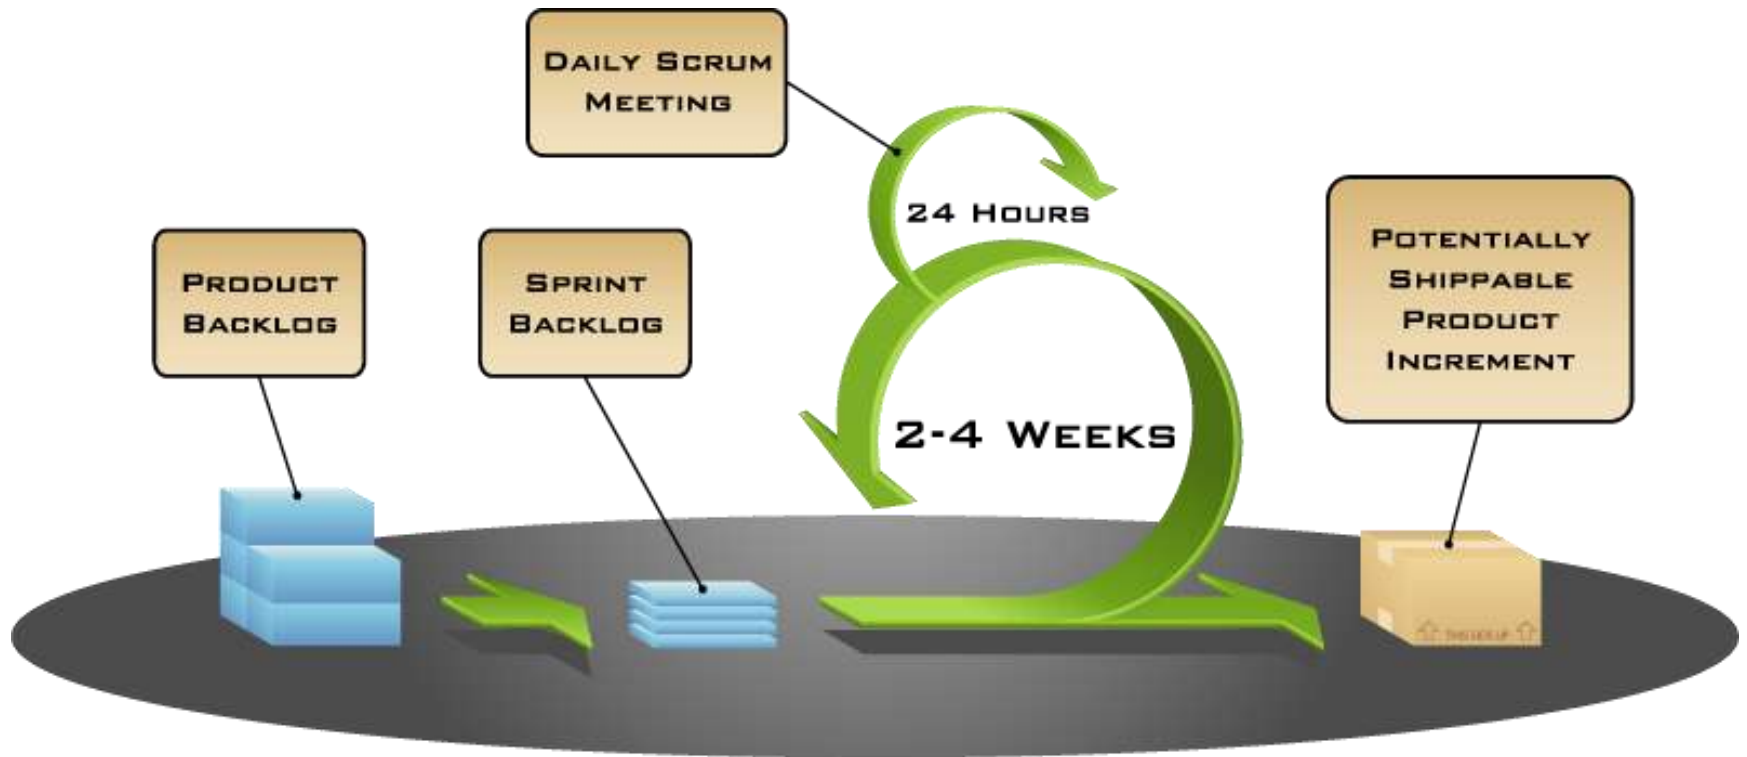 DAILY SCRUM
MEETING
24 HOURS
PRODUCT
BACKLOG
SPRINT
BACKLOG
POTENTIALLY
SHIPPABLE
PRODUCT
INCREMENT
2-4 WEEKS